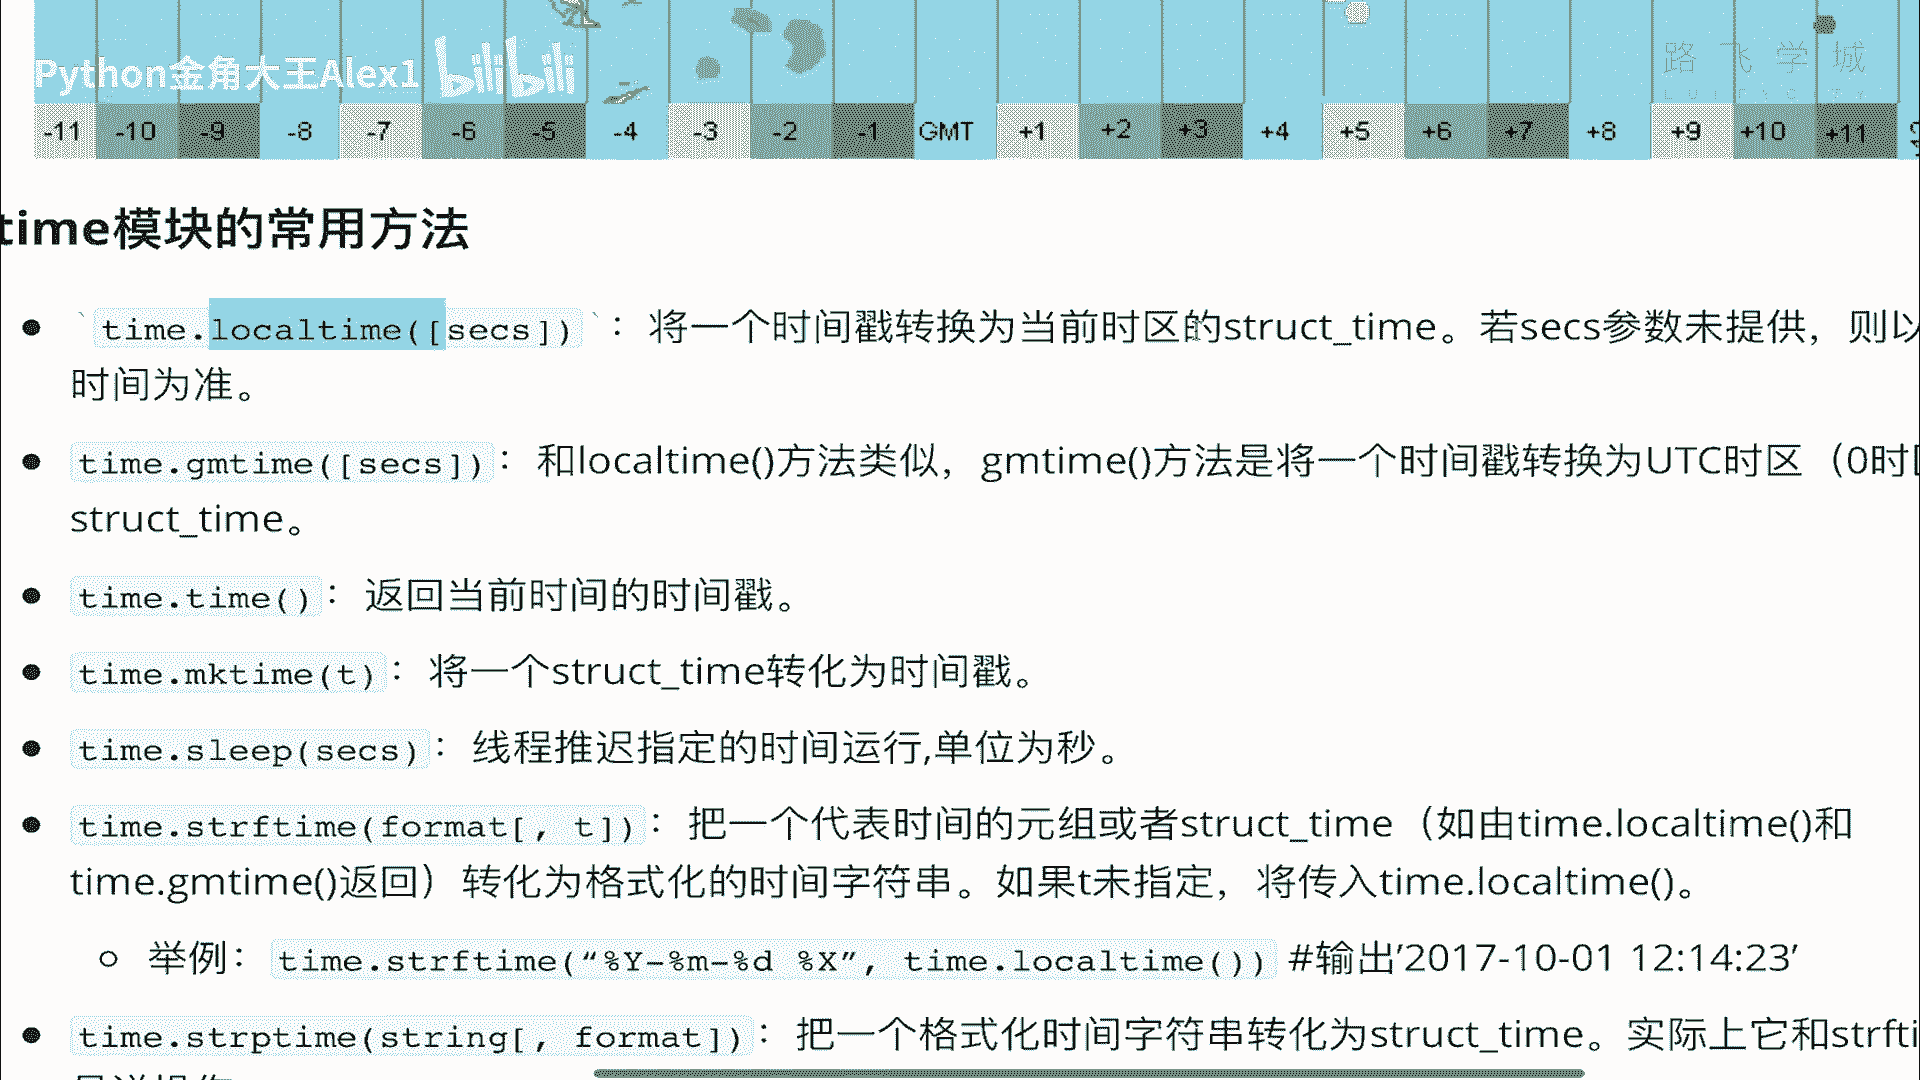 Python金角大王Alex1 bilibili 路飞学城
-11 -10 -9 -8 -7 -6 -5 -4 -3 -2 -1 GMT +1 +2 +3 +4 +5 +6 +7 +8 +9 +10 +11
time模块的常用方法
` time.localtime([secs]) `： 将一个时间戳转换为当前时区的struct_time。若secs参数未提供，则以
时间为准。
time.gmtime([secs])： 和localtime()方法类似，gmtime()方法是将一个时间戳转换为UTC时区（0时
struct_time。
time.time()： 返回当前时间的时间戳。
time.mktime(t)： 将一个struct_time转化为时间戳。
time.sleep(secs)： 线程推迟指定的时间运行,单位为秒。
time.strftime(format[, t])： 把一个代表时间的元组或者struct_time（如由time.localtime()和
time.gmtime()返回）转化为格式化的时间字符串。如果t未指定，将传入time.localtime()。
举例： time.strftime(“%Y-%m-%d %X”, time.localtime()) #输出’2017-10-01 12:14:23’
time.strptime(string[, format])： 把一个格式化时间字符串转化为struct_time。实际上它和strfti